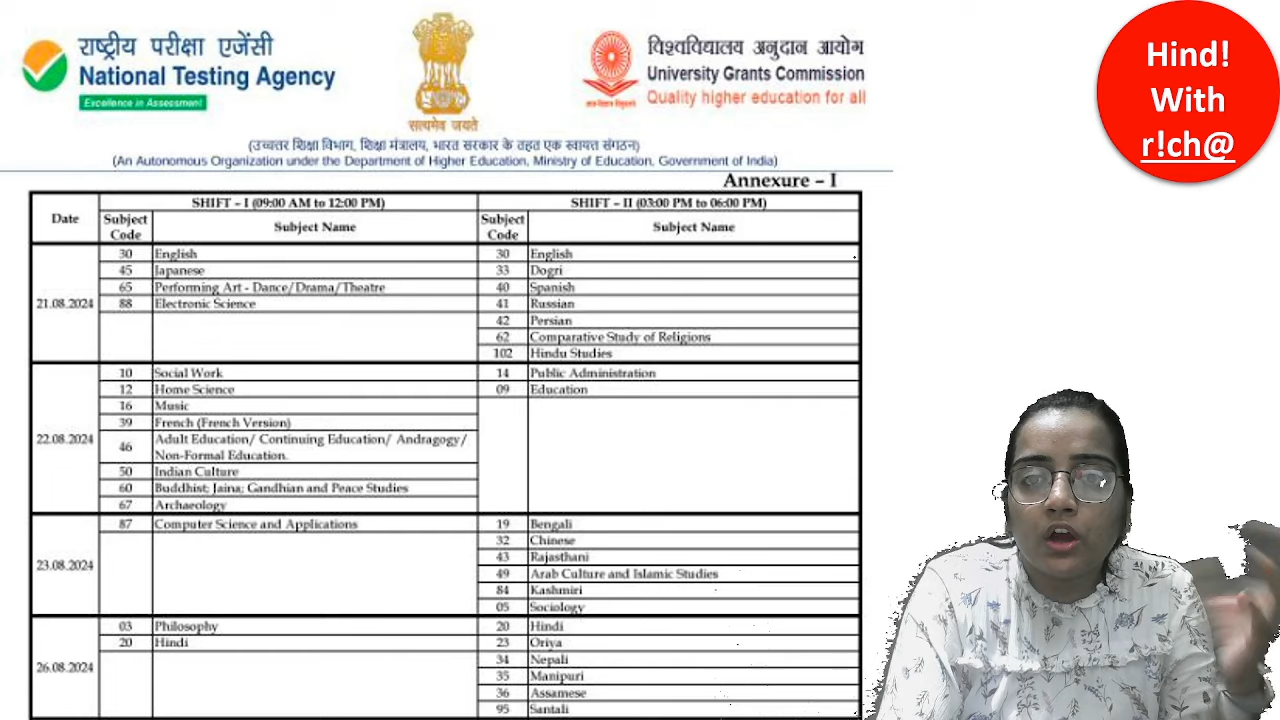 राष्ट्रीय परीक्षा एजेंसी
National Testing Agency
Excellence in Assessment
सत्यमेव जयते
विश्वविद्यालय अनुदान आयोग
University Grants Commission
Quality higher education for all
(उच्चतर शिक्षा विभाग, शिक्षा मंत्रालय, भारत सरकार के तहत एक स्वायत्त संगठन)
(An Autonomous Organization under the Department of Higher Education, Ministry of Education, Government of India)
Annexure – I
Date SHIFT – I (09:00 AM to 12:00 PM) SHIFT – II (03:00 PM to 06:00 PM)
Subject Code Subject Name Subject Code Subject Name
21.08.2024
30 English 30 English
45 Japanese 33 Dogri
65 Performing Art - Dance/Drama/Theatre 40 Spanish
88 Electronic Science 41 Russian
42 Persian
62 Comparative Study of Religions
102 Hindu Studies
22.08.2024
10 Social Work 14 Public Administration
12 Home Science 09 Education
16 Music
39 French (French Version)
46 Adult Education/ Continuing Education/ Andragogy/
Non-Formal Education.
50 Indian Culture
60 Buddhist; Jaina; Gandhian and Peace Studies
67 Archaeology
23.08.2024
87 Computer Science and Applications 19 Bengali
32 Chinese
43 Rajasthani
49 Arab Culture and Islamic Studies
84 Kashmiri
05 Sociology
26.08.2024
03 Philosophy 20 Hindi
20 Hindi 23 Oriya
34 Nepali
35 Manipuri
36 Assamese
95 Santali
Hind!
With
r!ch@